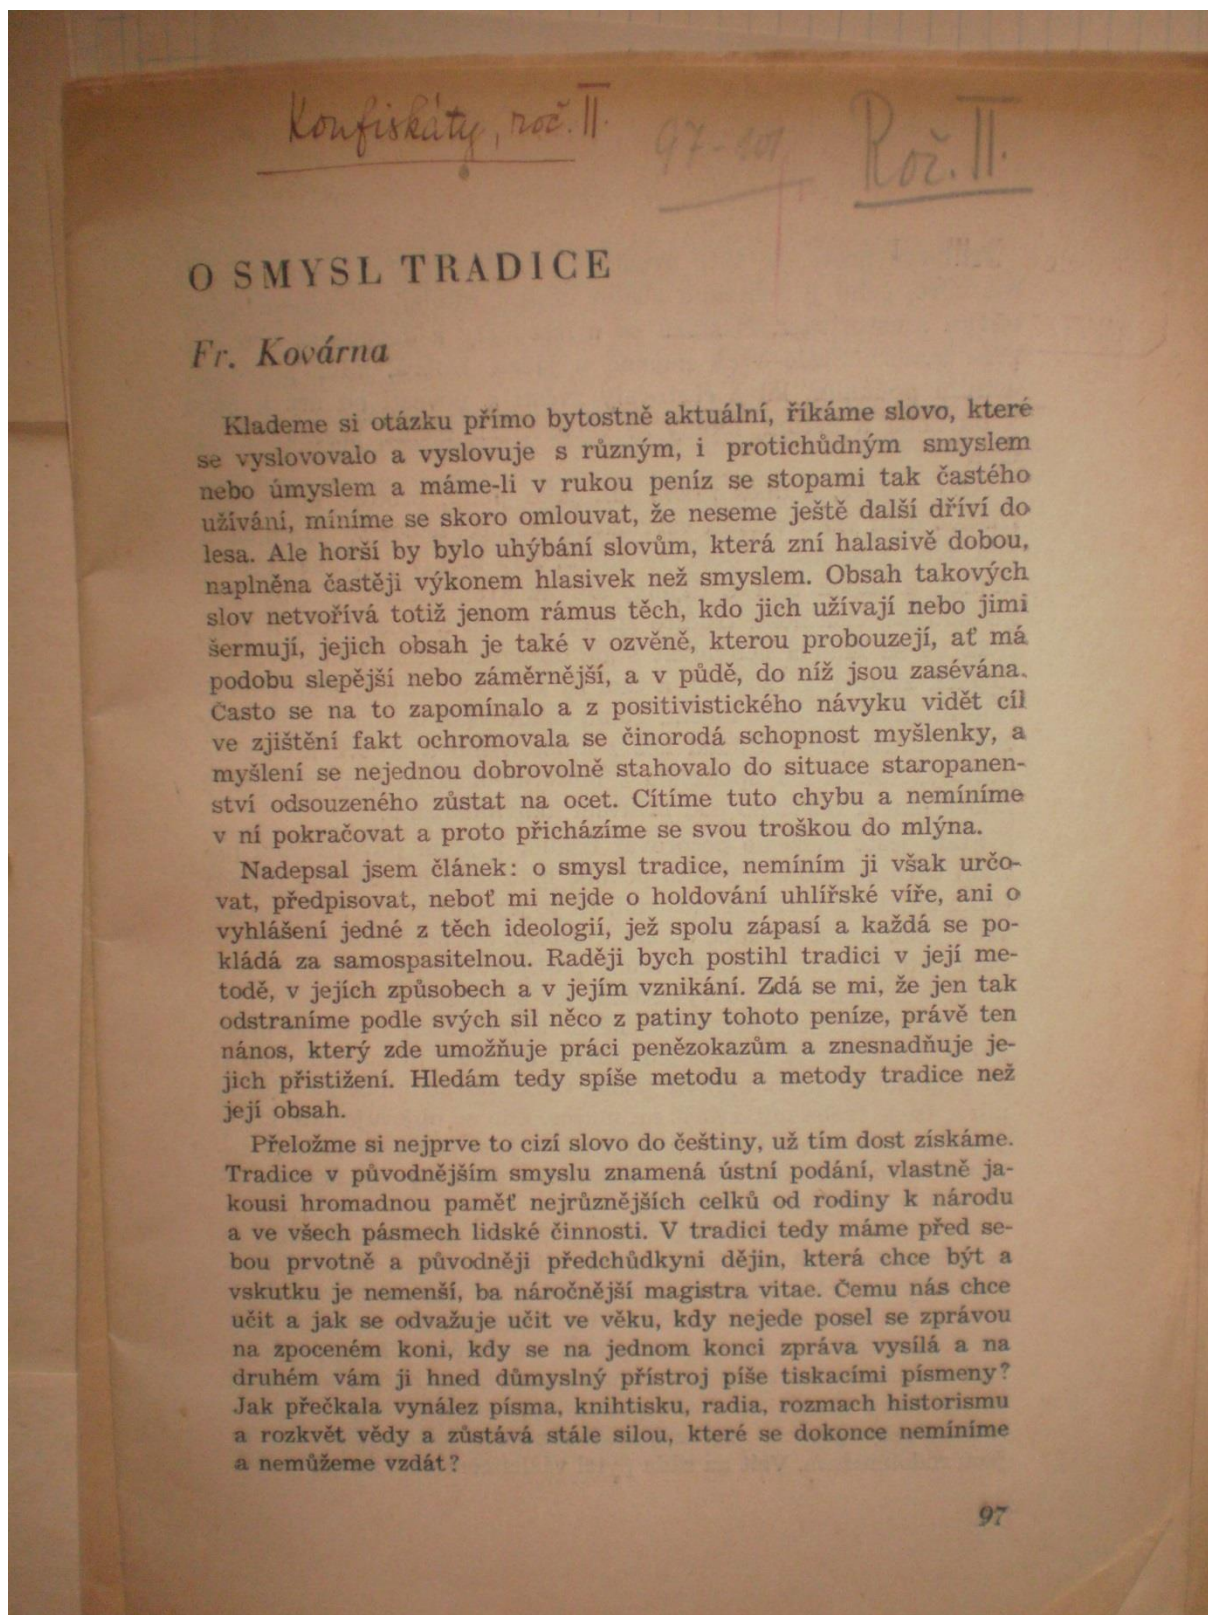 Konfiskáty, roč. II.
97-101
Roč. II.
O SMYSL TRADICE
Fr. Kovárna
Klademe si otázku přímo bytostně aktuální, říkáme slovo, které
se vyslovovalo a vyslovuje s různým, i protichůdným smyslem
nebo úmyslem a máme-li v rukou peníz se stopami tak častého
užívání, míníme se skoro omlouvat, že neseme ještě další dříví do
lesa. Ale horší by bylo uhýbání slovům, která zní halasivě dobou,
naplněna častěji výkonem hlasivek než smyslem. Obsah takových
slov netvořívá totiž jenom rámus těch, kdo jich užívají nebo jimi
šermují, jejich obsah je také v ozvěně, kterou probouzejí, ať má
podobu slepější nebo záměrnější, a v půdě, do níž jsou zasévána.
Často se na to zapomínalo a z positivistického návyku vidět cíl
ve zjištění fakt ochromovala se činorodá schopnost myšlenky, a
myšlení se nejednou dobrovolně stahovalo do situace staropanen-
ství odsouzeného zůstat na ocet. Cítíme tuto chybu a nemíníme
v ní pokračovat a proto přicházíme se svou troškou do mlýna.
Nadepsal jsem článek: o smysl tradice, nemíním ji však určo-
vat, předpisovat, neboť mi nejde o holdování uhlířské víře, ani o
vyhlášení jedné z těch ideologií, jež spolu zápasí a každá se po-
kládá za samospasitelnou. Raději bych postihl tradici v její me-
todě, v jejích způsobech a v jejím vznikání. Zdá se mi, že jen tak
odstraníme podle svých sil něco z patiny tohoto peníze, právě ten
nános, který zde umožňuje práci penězokazům a znesnadňuje je-
jich přistižení. Hledám tedy spíše metodu a metody tradice než
její obsah.
Přeložme si nejprve to cizí slovo do češtiny, už tím dost získáme.
Tradice v původnějším smyslu znamená ústní podání, vlastně ja-
kousi hromadnou paměť nejrůznějších celků od rodiny k národu
a ve všech pásmech lidské činnosti. V tradici tedy máme před se-
bou prvotně a původněji předchůdkyni dějin, která chce být a
vskutku je nemenší, ba náročnější magistra vitae. Čemu nás chce
učit a jak se odvažuje učit ve věku, kdy nejede posel se zprávou
na zpoceném koni, kdy se na jednom konci zpráva vysílá a na
druhém vám ji hned důmyslný přístroj píše tiskacími písmeny?
Jak přečkala vynález písma, knihtisku, radia, rozmach historismu
a rozkvět vědy a zůstává stále silou, které se dokonce nemíníme
a nemůžeme vzdát?
97